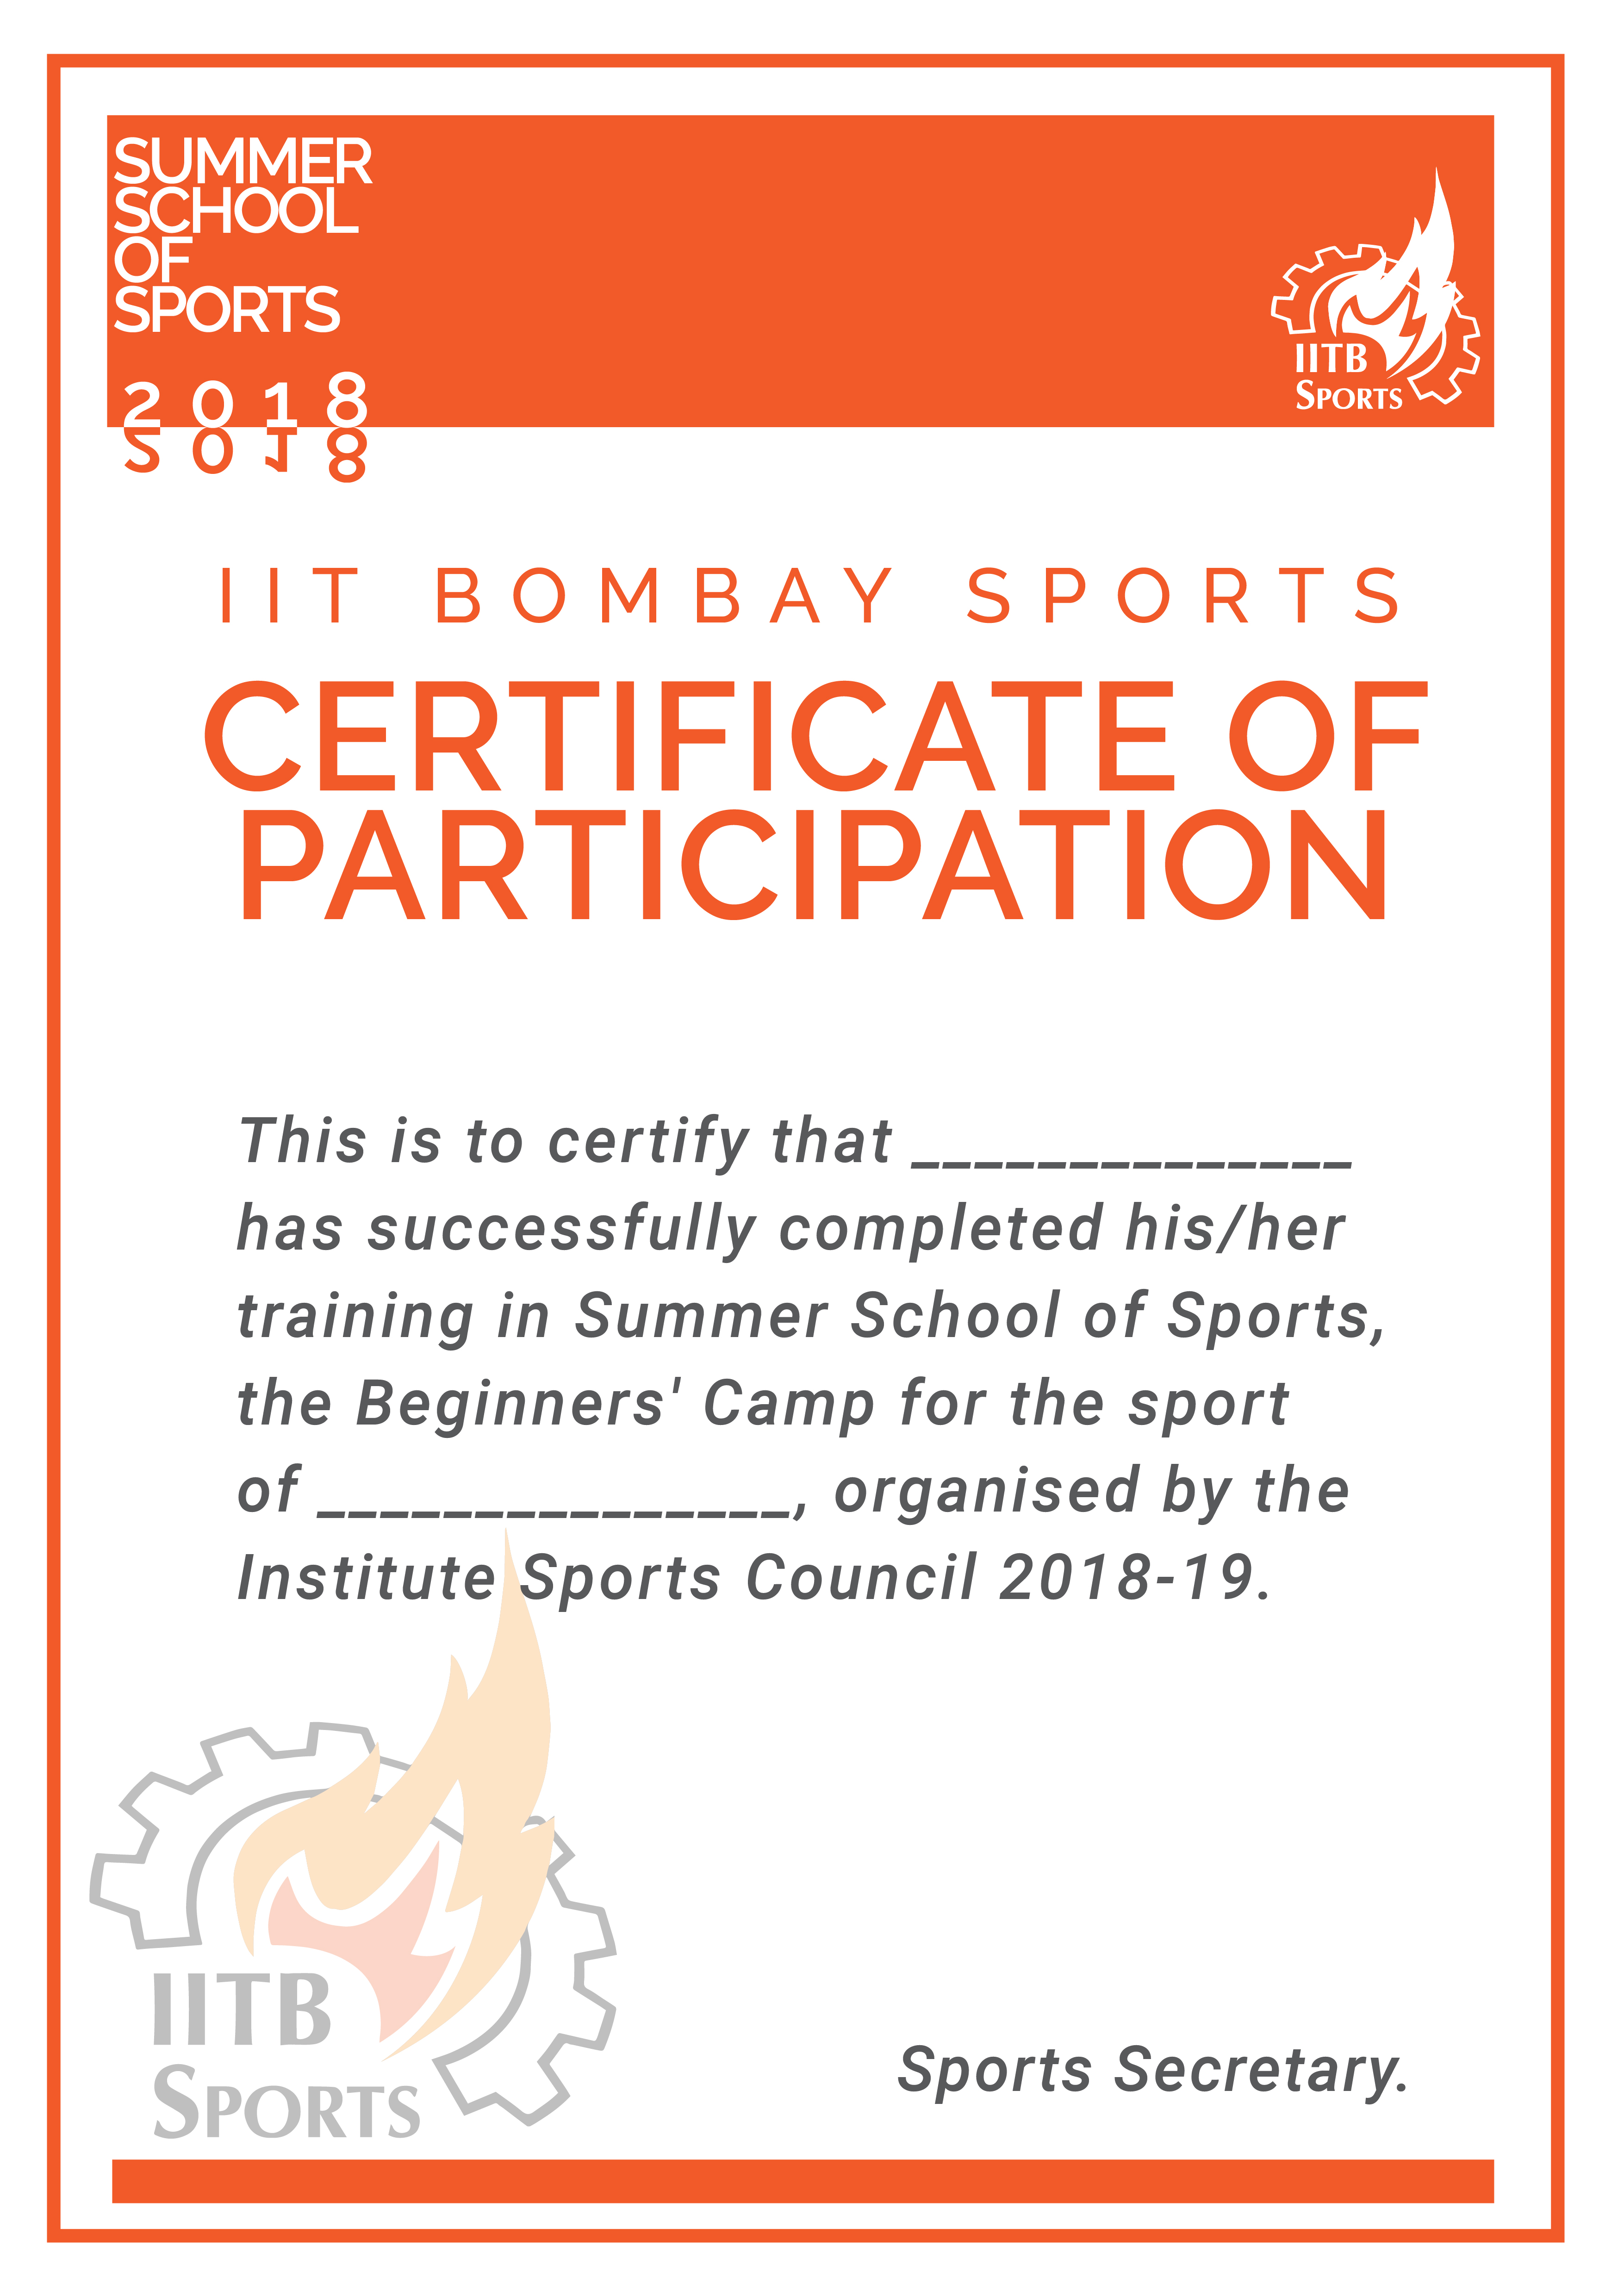 SUMMER
SCHOOL
OF
SPORTS
2018
IITB
SPORTS
IIT BOMBAY SPORTS
CERTIFICATE OF
PARTICIPATION
This is to certify that ______________
has successfully completed his/her
training in Summer School of Sports,
the Beginners' Camp for the sport
of _______________, organised by the
Institute Sports Council 2018-19.
IITB
SPORTS
Sports Secretary.